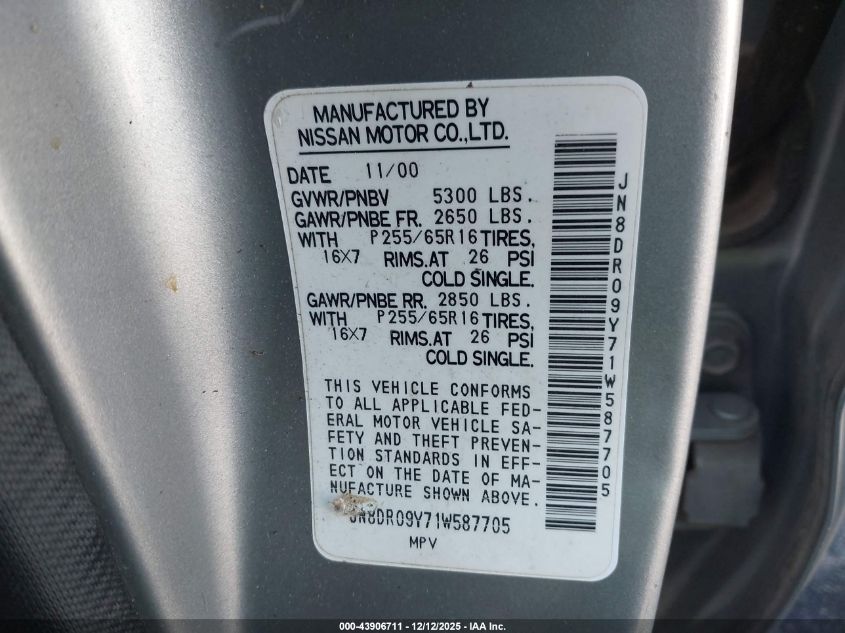 MANUFACTURED BY
NISSAN MOTOR CO.,LTD.
DATE 11/00
GVWR/PNBV 5300 LBS.
GAWR/PNBE FR. 2650 LBS.
WITH P255/65R16 TIRES,
16X7 RIMS.AT 26 PSI
COLD SINGLE.
GAWR/PNBE RR. 2850 LBS.
WITH P255/65R16 TIRES,
16X7 RIMS.AT 26 PSI
COLD SINGLE.
THIS VEHICLE CONFORMS
TO ALL APPLICABLE FED-
ERAL MOTOR VEHICLE SA-
FETY AND THEFT PREVEN-
TION STANDARDS IN EFF-
ECT ON THE DATE OF MA-
NUFACTURE SHOWN ABOVE.
JN8DR09Y71W587705
MPV
JN8DR09Y71W587705
000-43906711 - 12/12/2025 - IAA Inc.